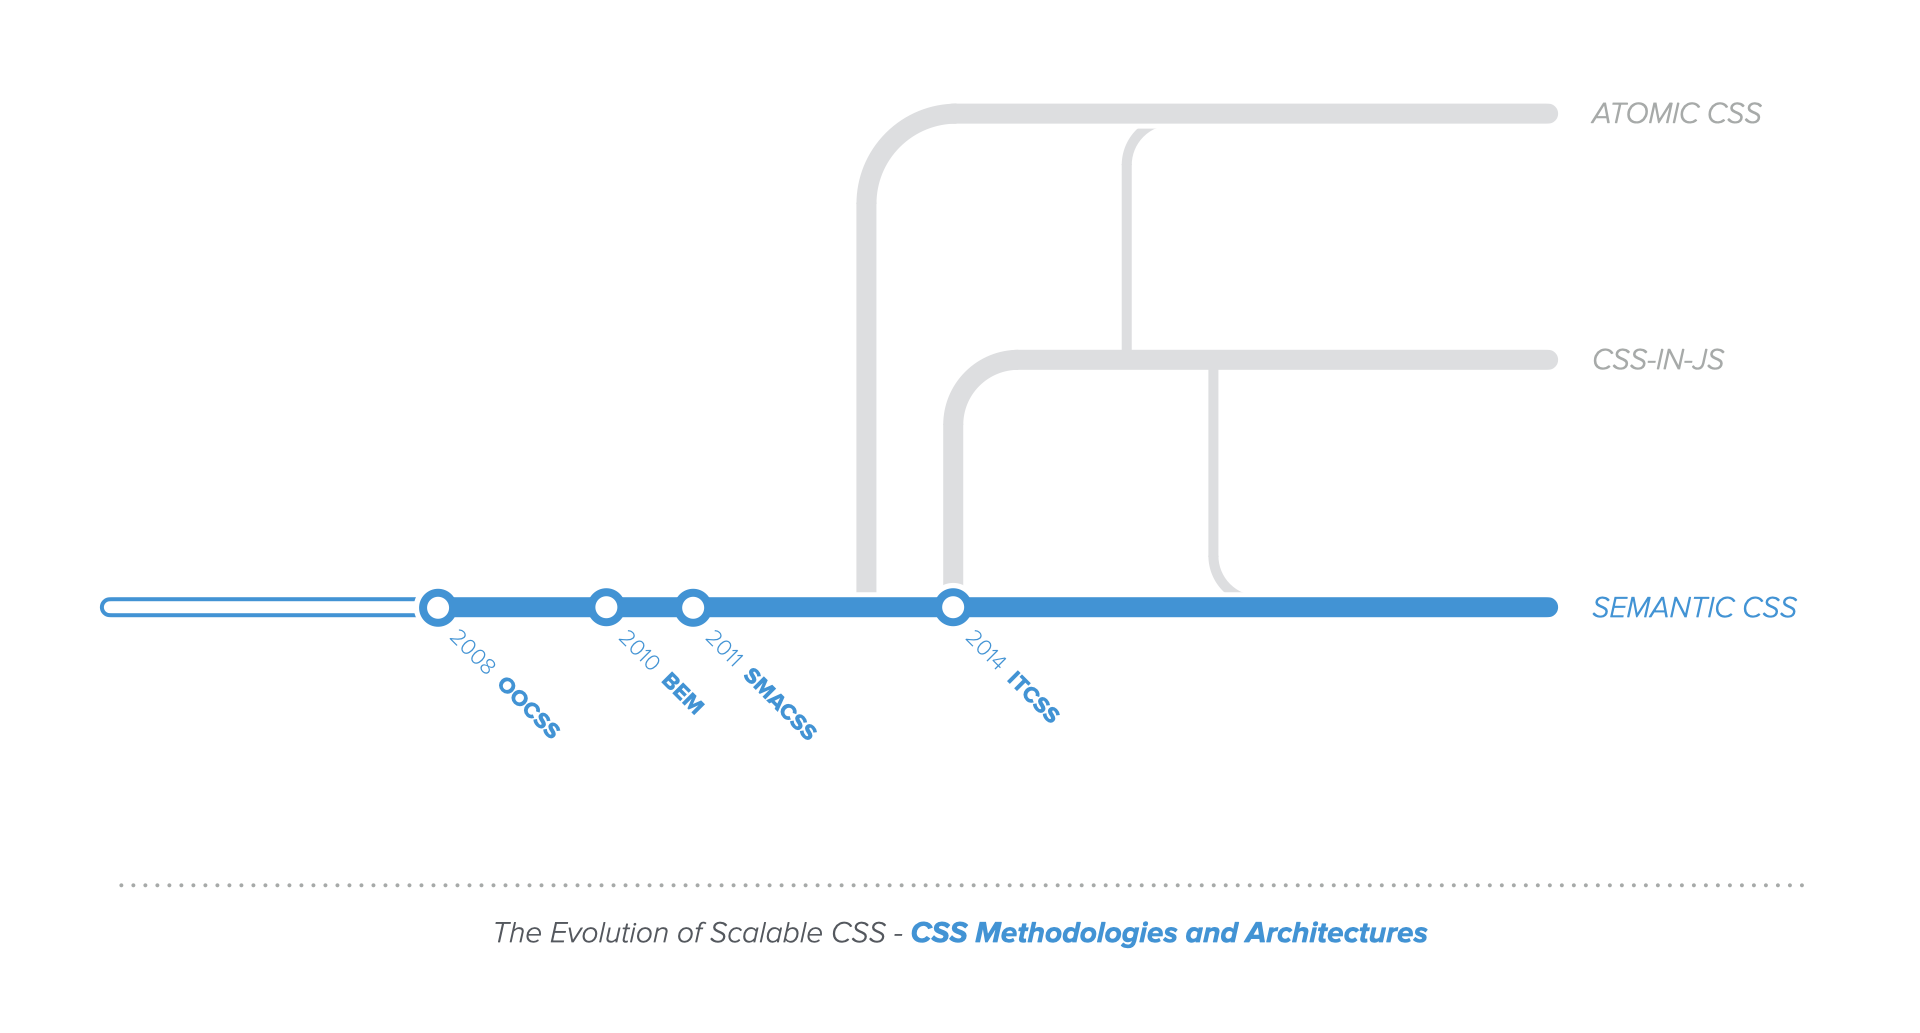 ATOMIC CSS
CSS-IN-JS
SEMANTIC CSS
2008 OOCSS
2010 BEM
2011 SMACSS
2014 ITCSS
The Evolution of Scalable CSS - CSS Methodologies and Architectures